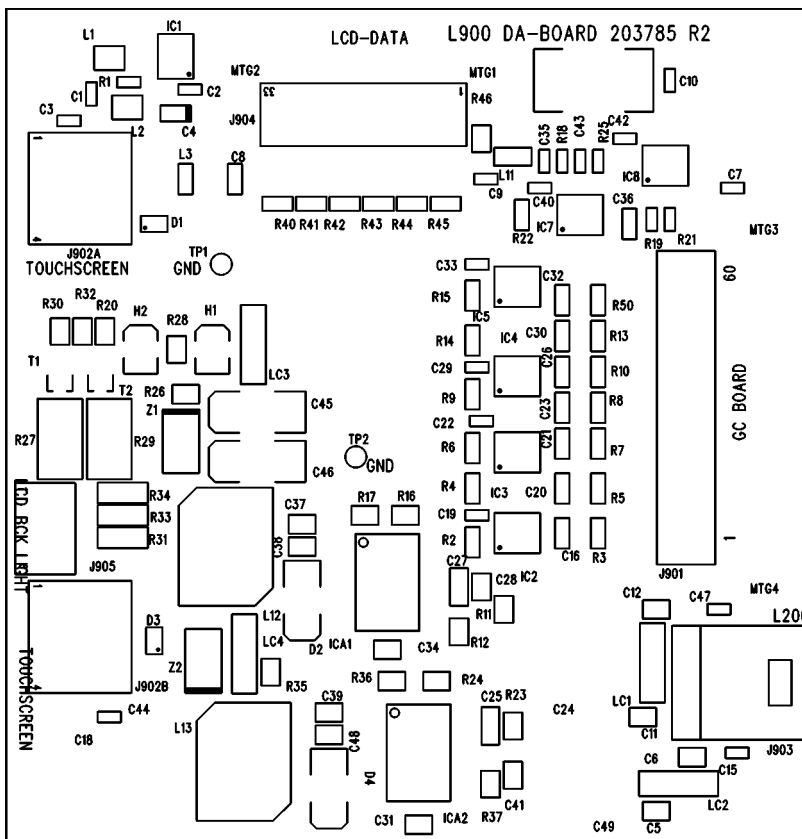 LCD-DATA
L900 DA-BOARD 203785 R2
L1
IC1
MTG2
MTG1
R1
C1
C2
C10
C3
L2
C4
33
1
J904
R46
C35
R18
C43
R25
C42
1
L3
C8
L11
IC8
C9
C40
C7
4
D1
R40
R41
R42
R43
R44
R45
R22
IC7
C36
R19
R21
MTG3
J902A
TOUCHSCREEN
TP1
GND
C33
C32
60
R30
R32
R20
H2
H1
R15
IC5
R50
R28
R14
IC4
C30
R13
T1
T2
LC3
C29
C26
R10
R26
Z1
C45
R9
C23
R8
GC BOARD
R27
R29
C22
C21
TP2
GND
R6
R7
C46
LCD BCK LIGHT
R34
R33
R31
R17
R16
R4
IC3
C20
R5
C37
C38
C19
R2
1
J905
C27
IC2
C16
R3
J901
1
C28
MTG4
R11
C12
C47
D3
L12
LC4
D2
ICA1
R12
L200
TOUCHSCREEN
Z2
C34
4
J902B
R35
R36
R24
C44
C18
L13
C39
C25
R23
C24
LC1
C11
C48
J903
D4
C6
C15
R37
C41
LC2
C31
ICA2
C49
C5